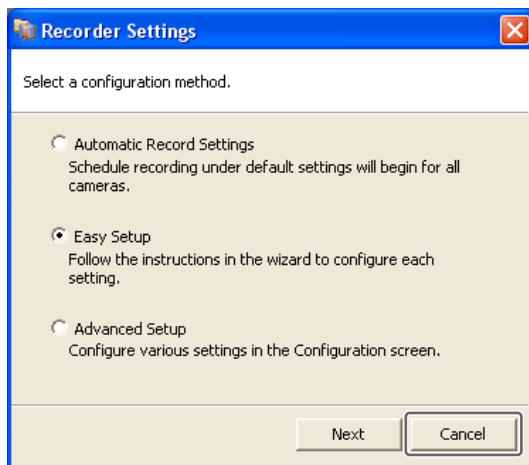 Recorder Settings
Select a configuration method.
Automatic Record Settings
Schedule recording under default settings will begin for all
cameras.
Easy Setup
Follow the instructions in the wizard to configure each
setting.
Advanced Setup
Configure various settings in the Configuration screen.
Next
Cancel